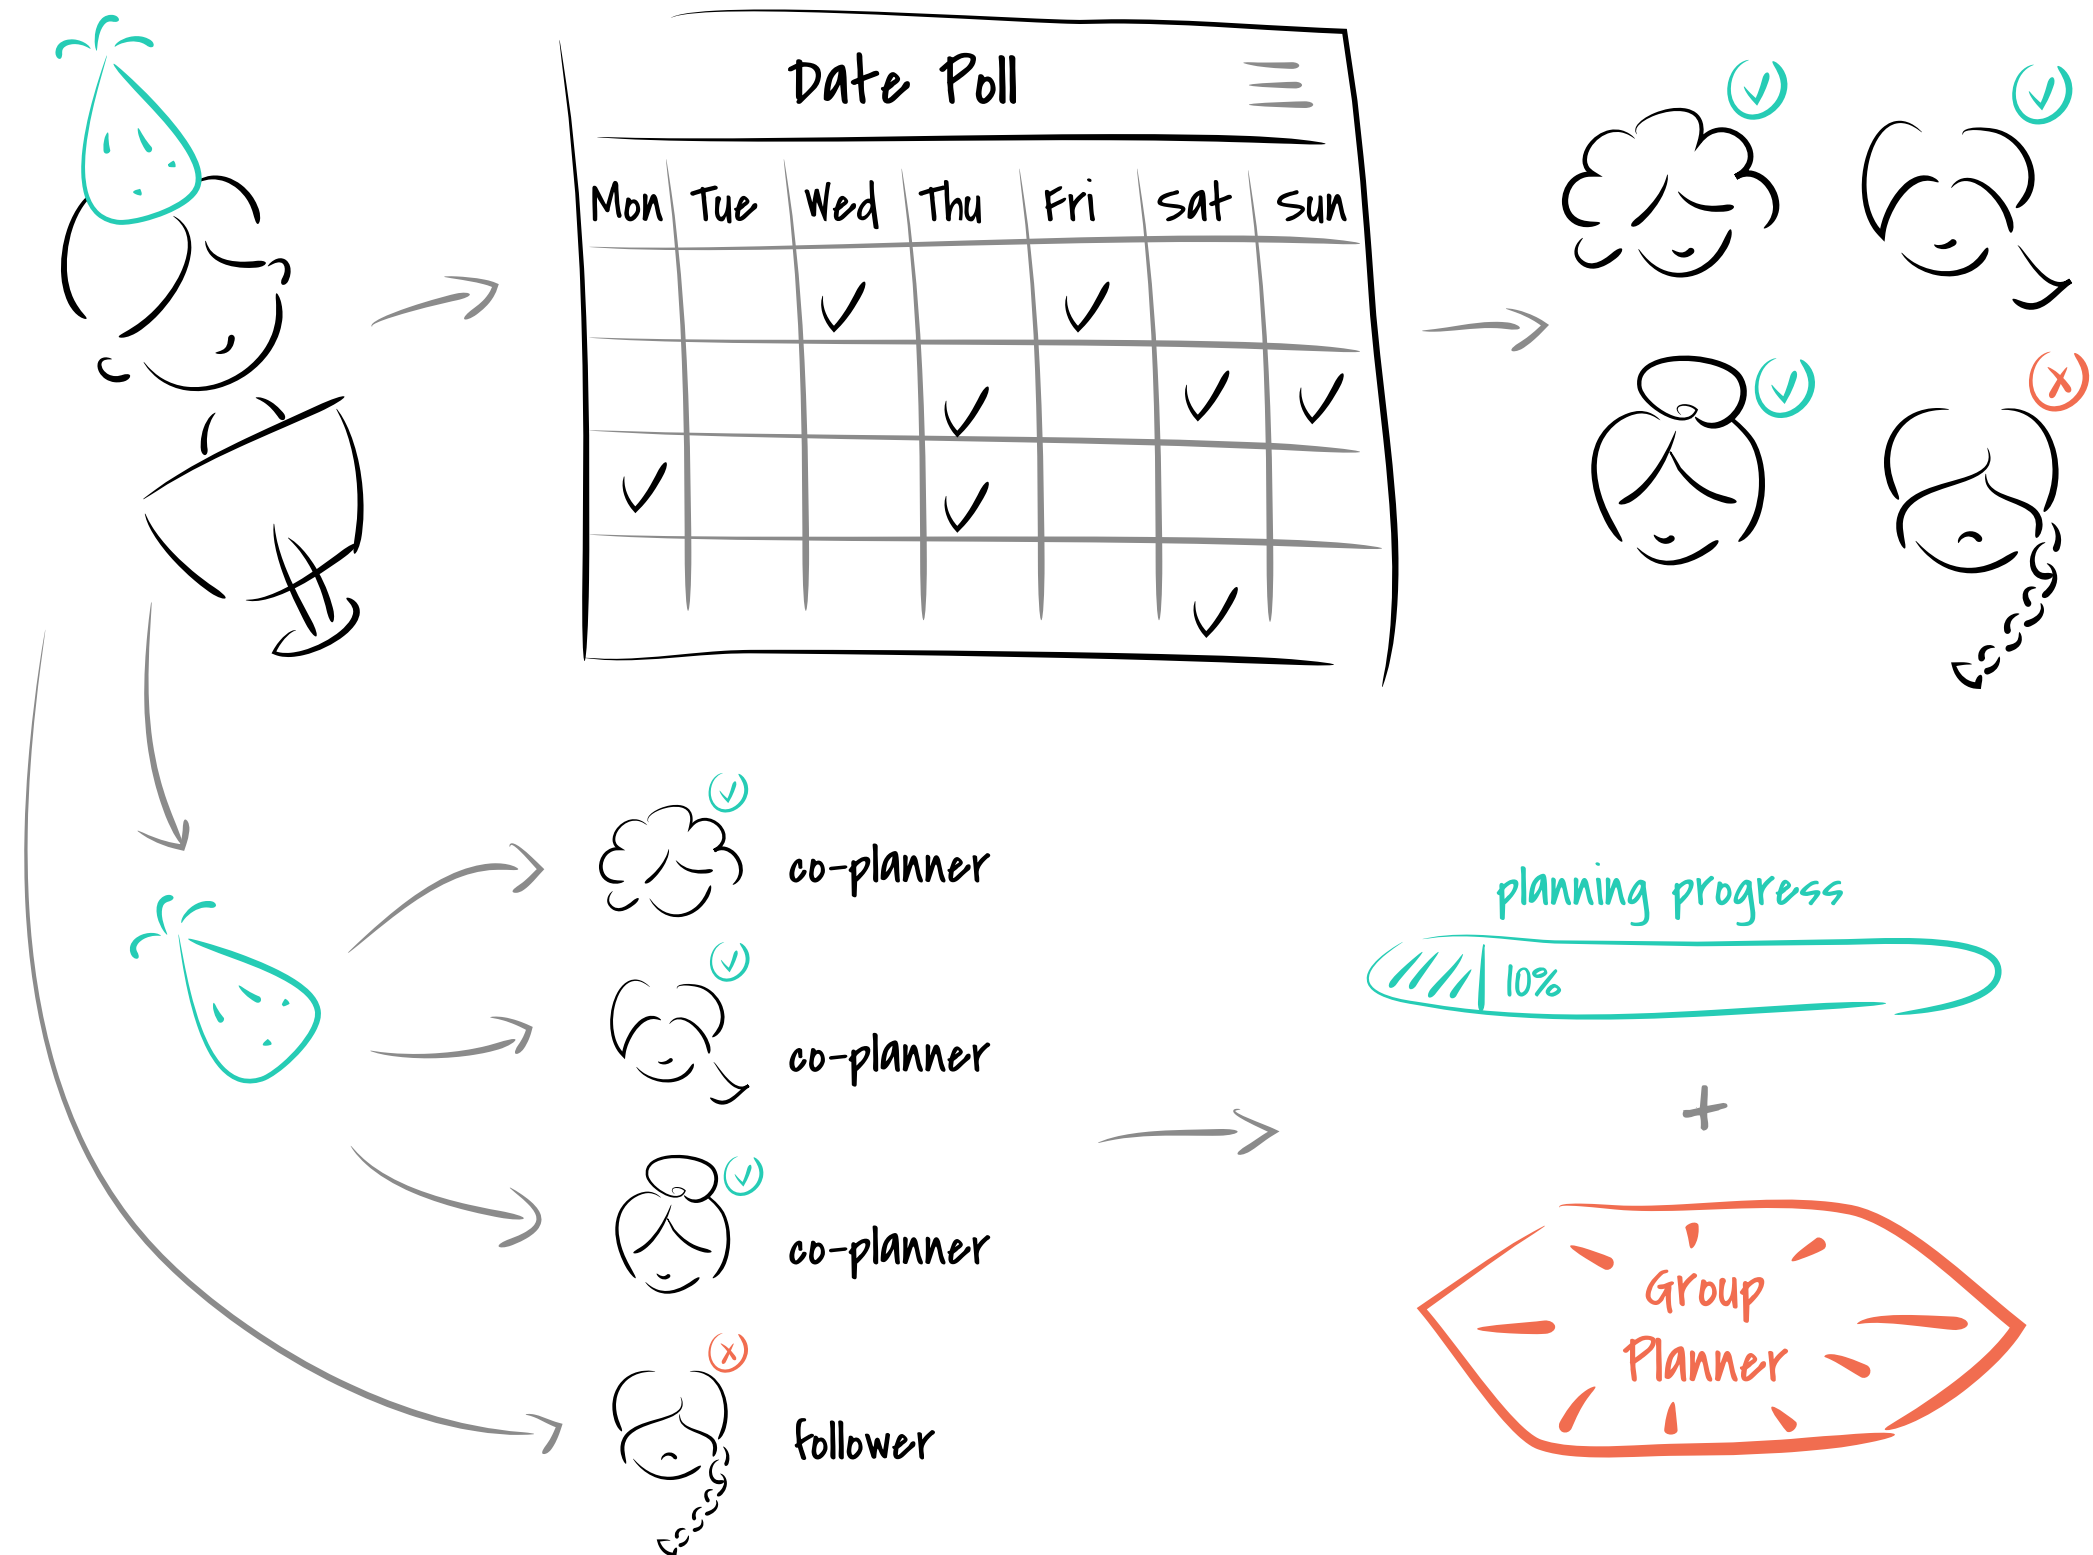 Date Poll
Mon Tue Wed Thu Fri Sat Sun
co-planner
co-planner
co-planner
follower
planning progress
10%
+
Group
Planner